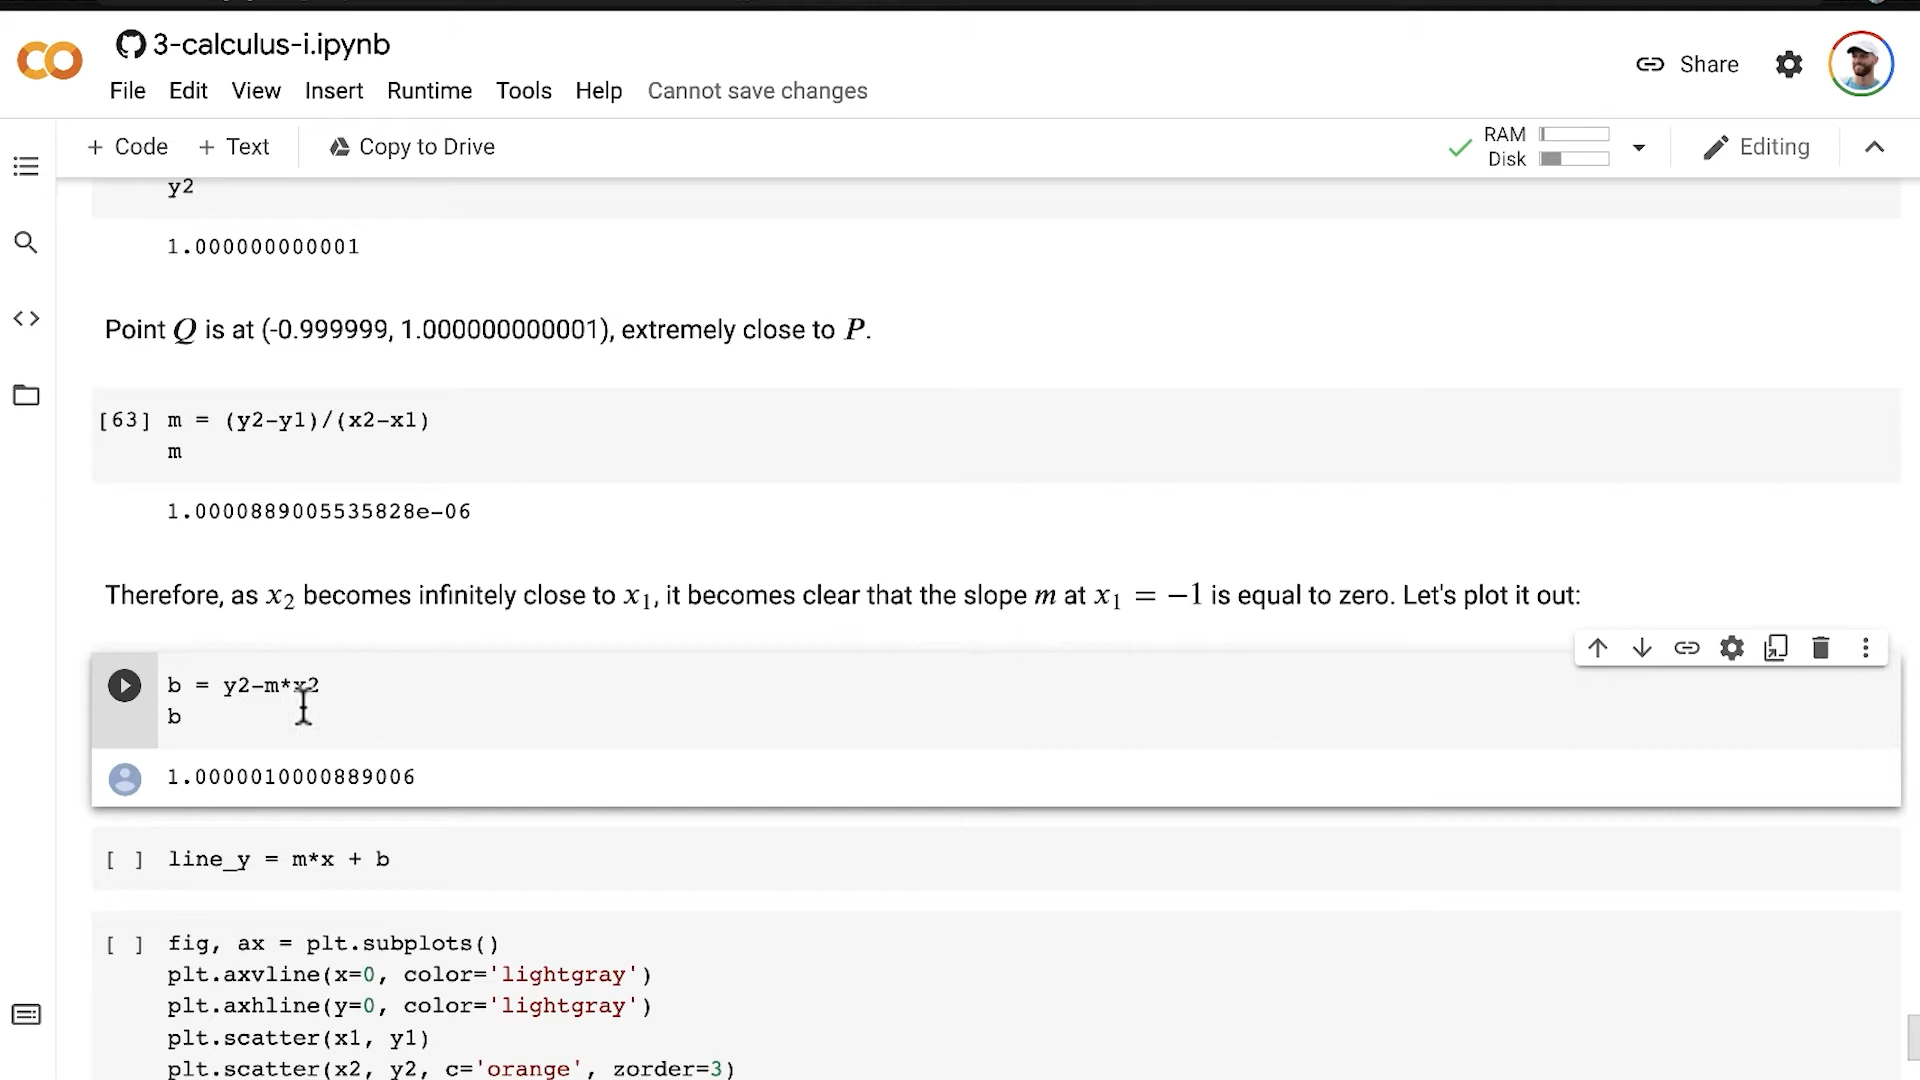 3-calculus-i.ipynb
Share
File Edit View Insert Runtime Tools Help Cannot save changes
+ Code + Text Copy to Drive
RAM
Disk
Editing
y2
1.000000000001
Point Q is at (-0.999999, 1.000000000001), extremely close to P.
[63] m = (y2-y1)/(x2-x1)
m
1.0000889005535828e-06
Therefore, as x₂ becomes infinitely close to x₁, it becomes clear that the slope m at x₁ = −1 is equal to zero. Let's plot it out:
b = y2-m*x2
b
1.0000010000889006
[ ] line_y = m*x + b
[ ] fig, ax = plt.subplots()
plt.axvline(x=0, color='lightgray')
plt.axhline(y=0, color='lightgray')
plt.scatter(x1, y1)
plt.scatter(x2, y2, c='orange', zorder=3)